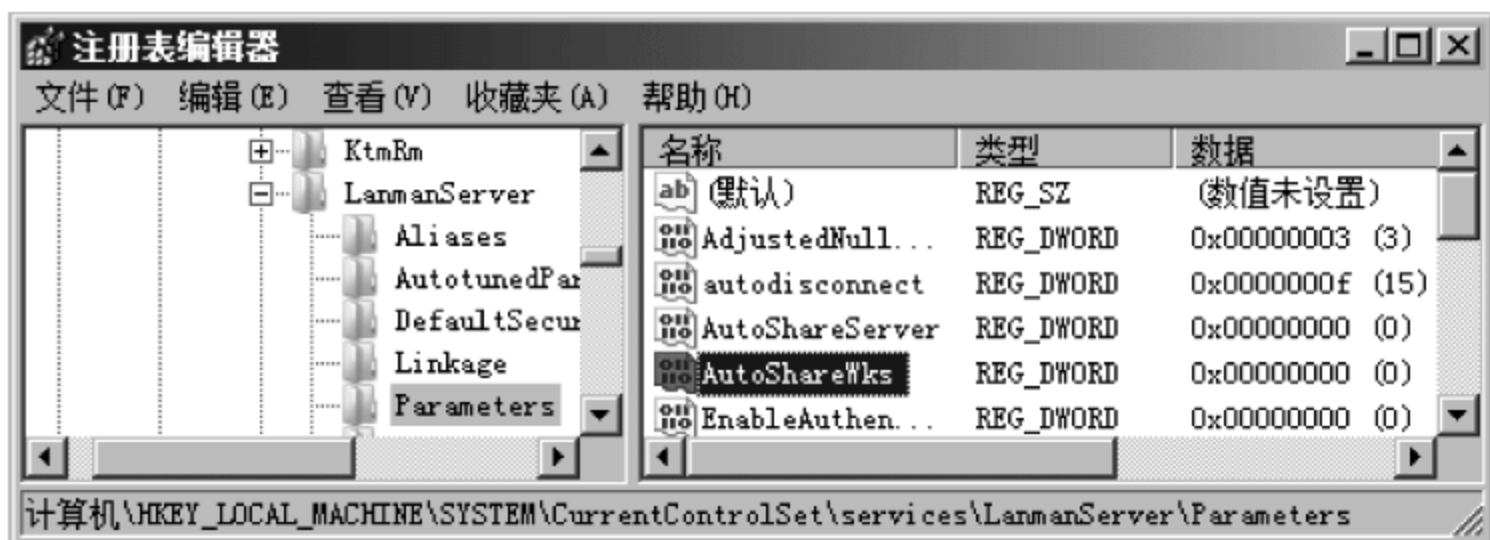 注册表编辑器
文件(F) 编辑(E) 查看(V) 收藏夹(A) 帮助(H)
KtmRm
LanmanServer
Aliases
AutotunedPar
DefaultSecur
Linkage
Parameters
名称 类型 数据
(默认) REG_SZ (数值未设置)
AdjustedNull... REG_DWORD 0x00000003 (3)
autodisconnect REG_DWORD 0x0000000f (15)
AutoShareServer REG_DWORD 0x00000000 (0)
AutoShareWks REG_DWORD 0x00000000 (0)
EnableAuthen... REG_DWORD 0x00000000 (0)
计算机\HKEY_LOCAL_MACHINE\SYSTEM\CurrentControlSet\services\LanmanServer\Parameters